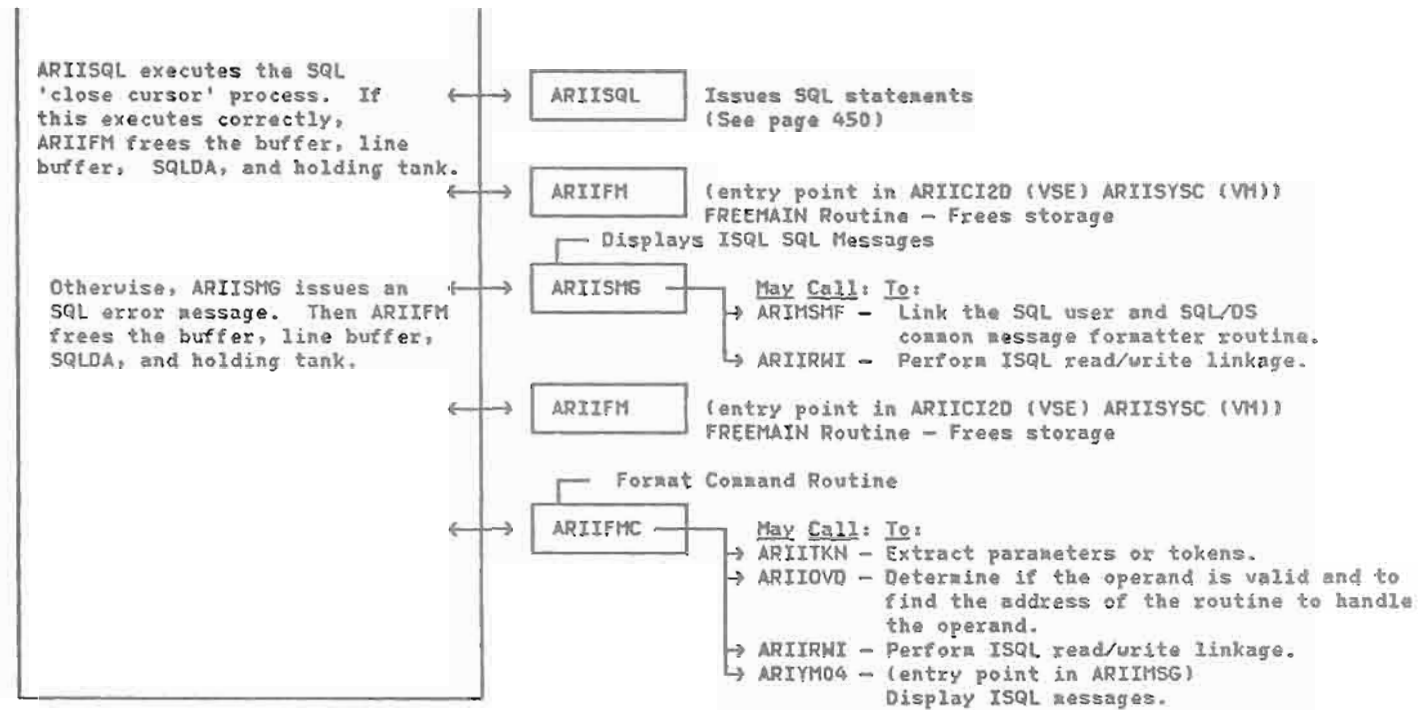 ARIISQL executes the SQL
'close cursor' process. If
this executes correctly,
ARIIFM frees the buffer, line
buffer, SQLDA, and holding tank.
ARIISQL
Issues SQL statements
(See page 450)
ARIIFM
(entry point in ARIICI2D (VSE) ARIISYSC (VM))
FREEMAIN Routine - Frees storage
Displays ISQL SQL Messages
Otherwise, ARIISMG issues an
SQL error message. Then ARIIFM
frees the buffer, line buffer,
SQLDA, and holding tank.
ARIISMG
May Call: To:
ARIMSMF - Link the SQL user and SQL/DS
common message formatter routine.
ARIIRWI - Perform ISQL read/write linkage.
ARIIFM
(entry point in ARIICI2D (VSE) ARIISYSC (VM))
FREEMAIN Routine - Frees storage
Format Command Routine
ARIIFMC
May Call: To:
ARIITKN - Extract parameters or tokens.
ARIIOVD - Determine if the operand is valid and to
find the address of the routine to handle
the operand.
ARIIRWI - Perform ISQL read/write linkage.
ARIYM04 - (entry point in ARIIMSG)
Display ISQL messages.